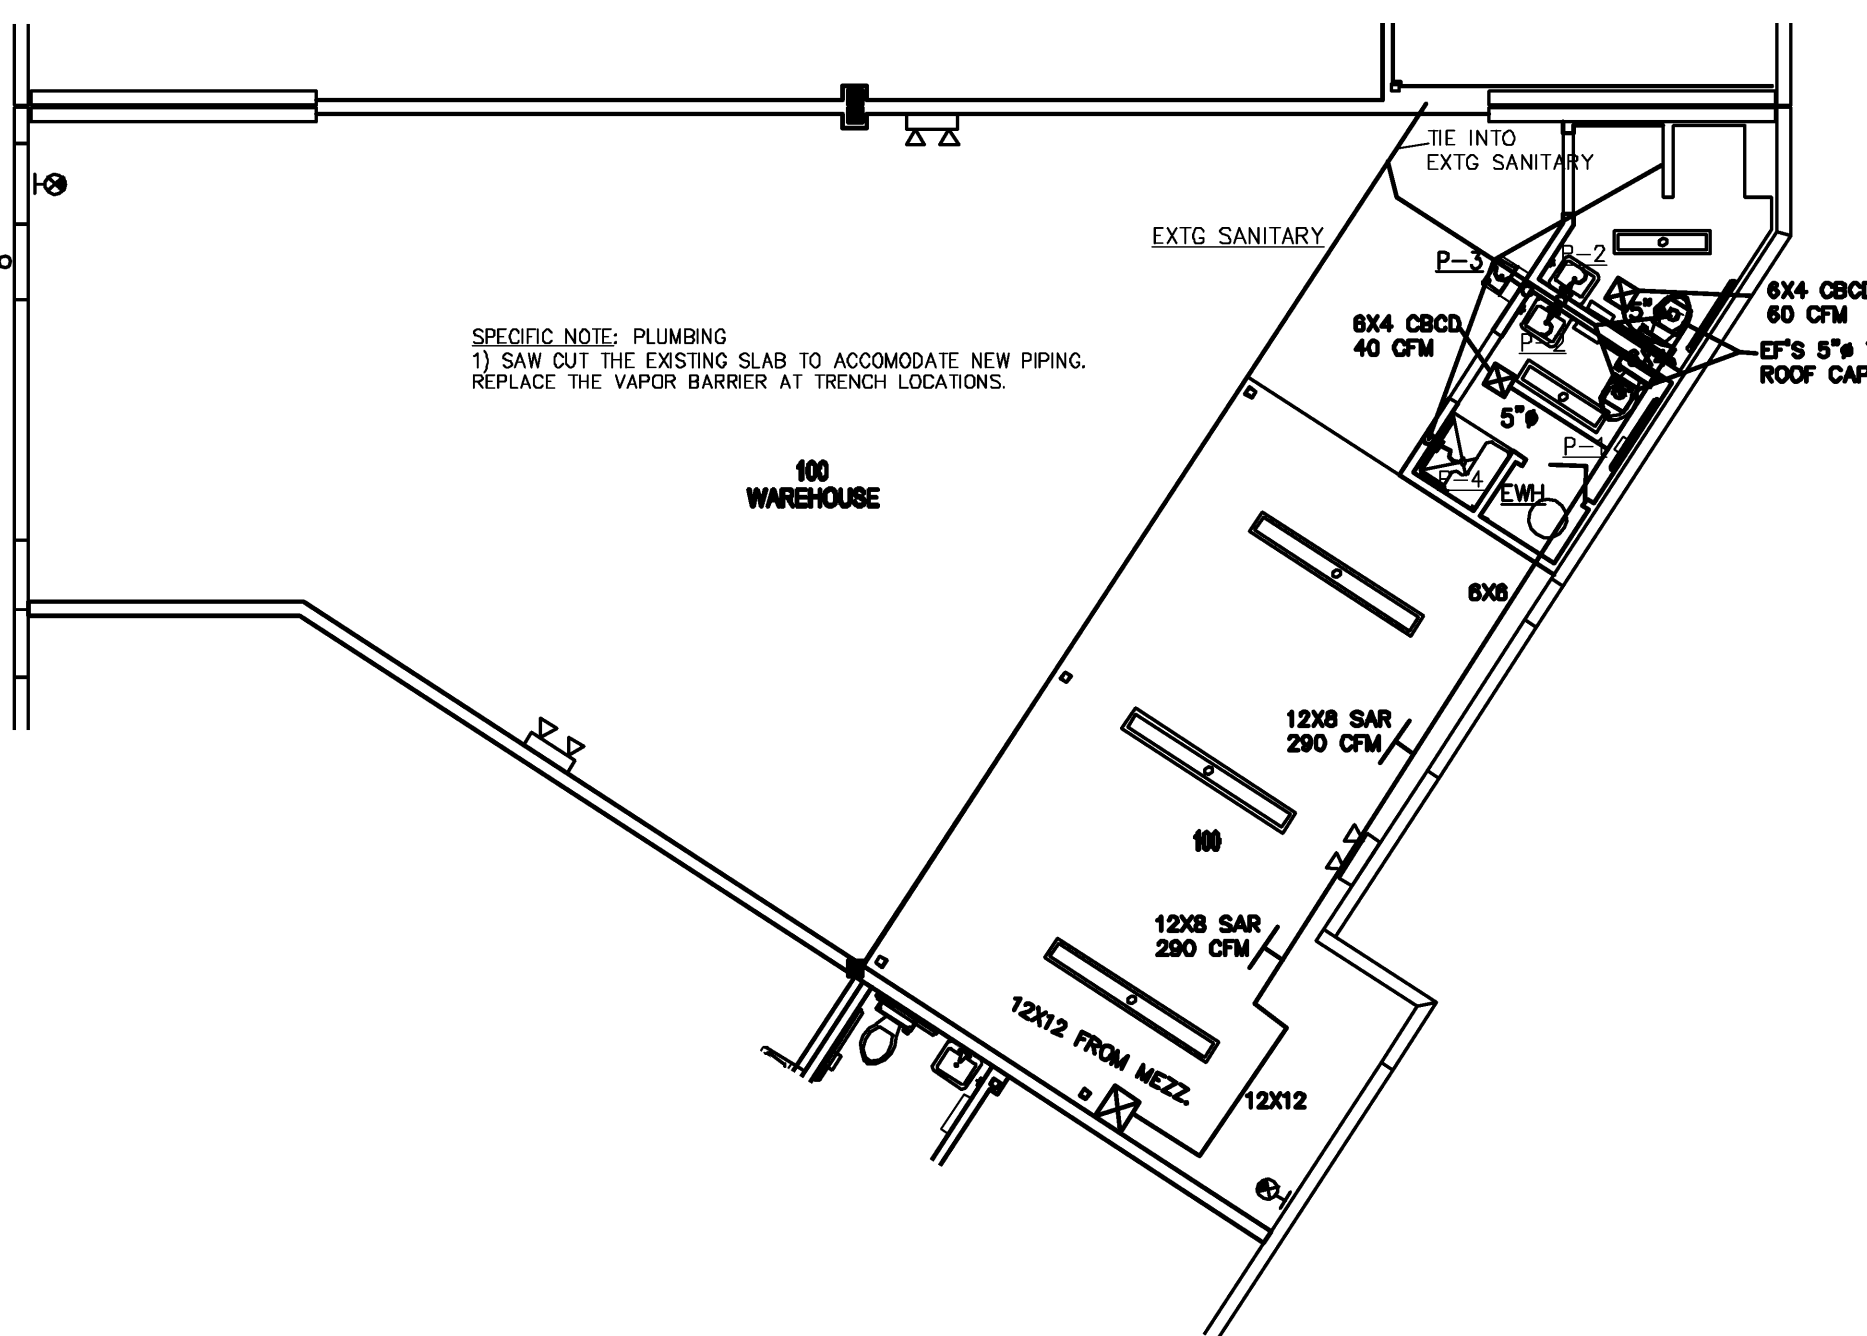 TIE INTO
EXTG SANITARY
EXTG SANITARY
P-3
P-2
6X4 CBCD
60 CFM
5"ø
6X4 CBCD
40 CFM
P-2
EF'S 5"ø
ROOF CAP
SPECIFIC NOTE: PLUMBING
1) SAW CUT THE EXISTING SLAB TO ACCOMODATE NEW PIPING.
REPLACE THE VAPOR BARRIER AT TRENCH LOCATIONS.
5"ø
P-1
100
WAREHOUSE
P-4
EWH
6X6
12X8 SAR
290 CFM
100
12X8 SAR
290 CFM
12X12 FROM MEZZ.
12X12